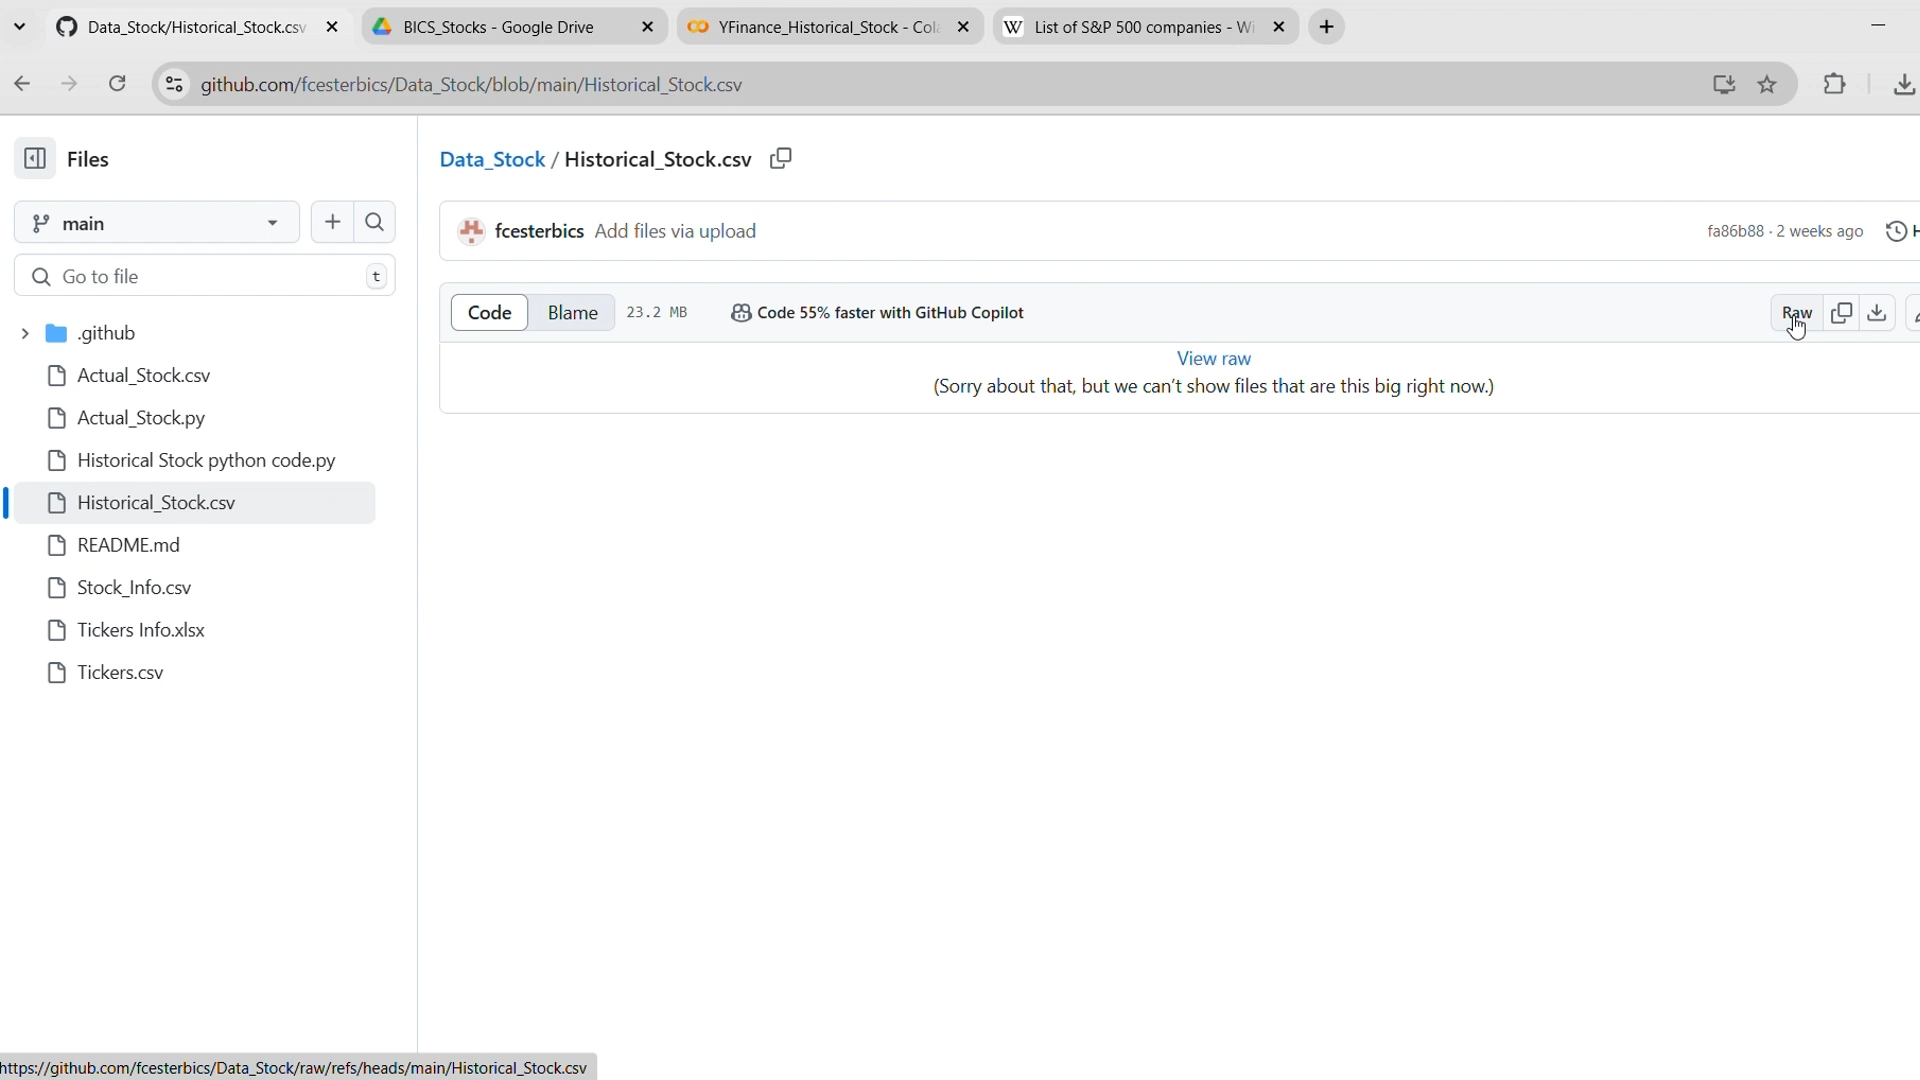 Data_Stock/Historical_Stock.csv
BICS_Stocks - Google Drive
YFinance_Historical_Stock - Col
List of S&P 500 companies - Wi
github.com/fcesterbics/Data_Stock/blob/main/Historical_Stock.csv
Files
main
Go to file
t
.github
Actual_Stock.csv
Actual_Stock.py
Historical Stock python code.py
Historical_Stock.csv
README.md
Stock_Info.csv
Tickers Info.xlsx
Tickers.csv
Data_Stock / Historical_Stock.csv
fcesterbics Add files via upload
fa86b88 · 2 weeks ago
H
Code Blame 23.2 MB Code 55% faster with GitHub Copilot
Raw
View raw
(Sorry about that, but we can't show files that are this big right now.)
https://github.com/fcesterbics/Data_Stock/raw/refs/heads/main/Historical_Stock.csv